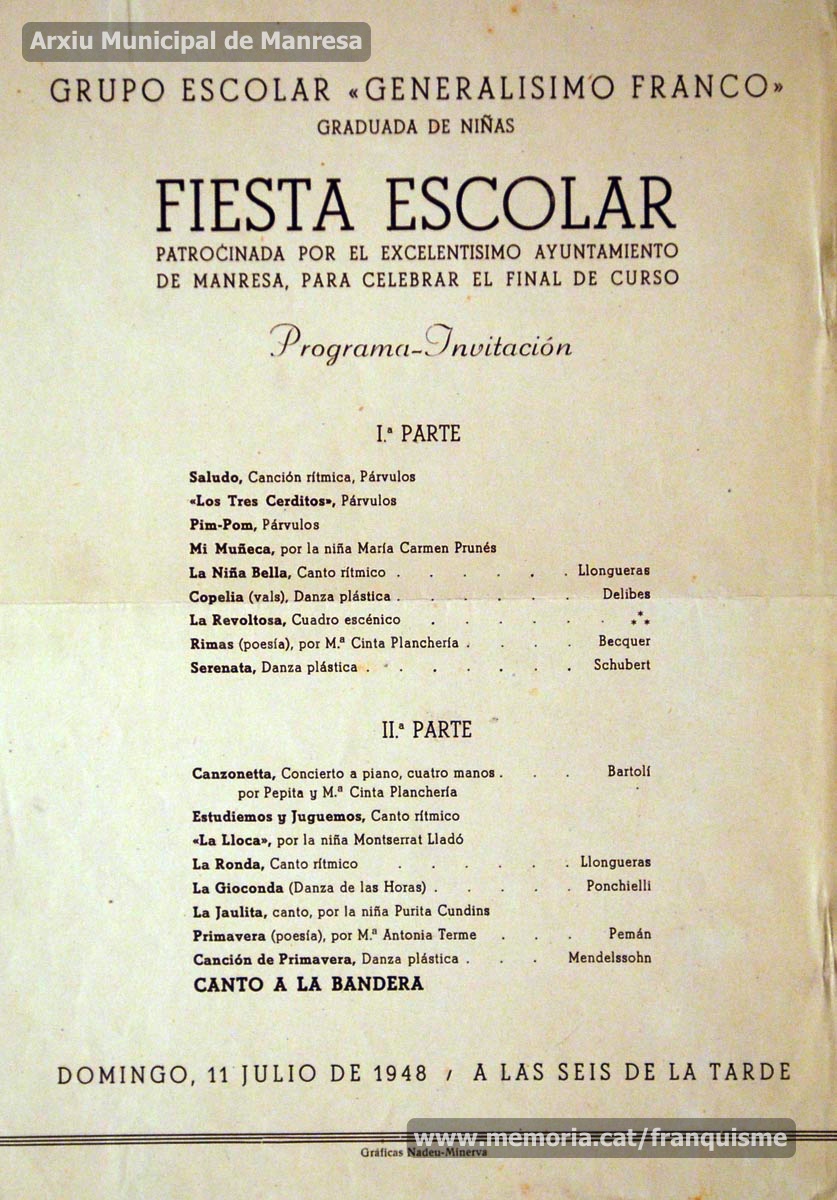 Arxiu Municipal de Manresa
GRUPO ESCOLAR «GENERALISIMO FRANCO»
GRADUADA DE NIÑAS
FIESTA ESCOLAR
PATROCINADA POR EL EXCELENTISIMO AYUNTAMIENTO
DE MANRESA, PARA CELEBRAR EL FINAL DE CURSO
Programa-Invitación
I.ª PARTE
Saludo, Canción rítmica, Párvulos
«Los Tres Cerditos», Párvulos
Pim-Pom, Párvulos
Mi Muñeca, por la niña María Carmen Prunés
La Niña Bella, Canto rítmico . . . . . . Llongueras
Copelia (vals), Danza plástica . . . . . . Delibes
La Revoltosa, Cuadro escénico . . . . . ⁂
Rimas (poesía), por M.ª Cinta Planchería . . . . Becquer
Serenata, Danza plástica . . . . . . . Schubert
II.ª PARTE
Canzonetta, Concierto a piano, cuatro manos . . . Bartolí
por Pepita y M.ª Cinta Planchería
Estudiemos y Juguemos, Canto rítmico
«La Lloca», por la niña Montserrat Lladó
La Ronda, Canto rítmico . . . . . . Llongueras
La Gioconda (Danza de las Horas) . . . . . Ponchielli
La Jaulita, canto, por la niña Purita Cundins
Primavera (poesía), por M.ª Antonia Terme . . . Pemán
Canción de Primavera, Danza plástica . . . Mendelssohn
CANTO A LA BANDERA
DOMINGO, 11 JULIO DE 1948 / A LAS SEIS DE LA TARDE
www.memoria.cat/franquisme
Gráficas Nadeu-Minerva